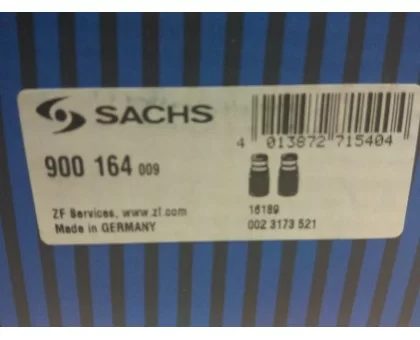 SACHS
4 013872 715404
900 164 009
ZF Services, www.zf.com
Made in GERMANY
16189
002 3173 521